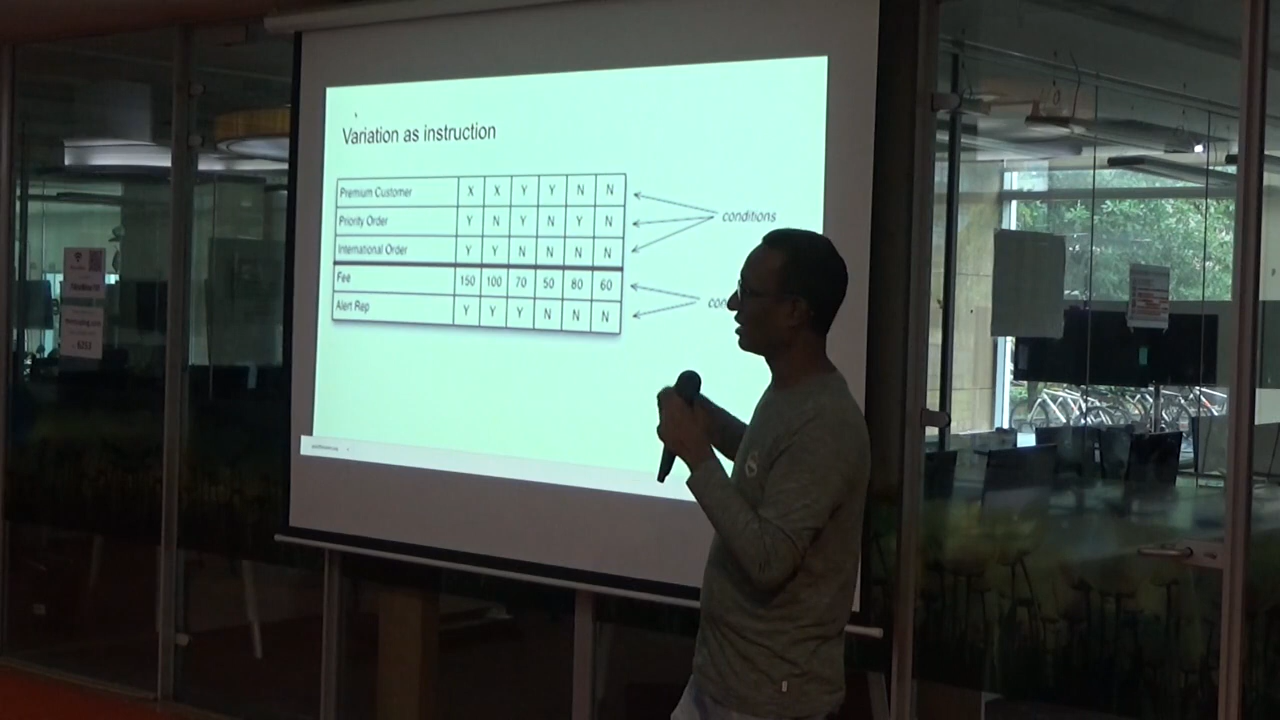 Variation as instruction
Premium Customer X X Y Y N N
Priority Order Y N Y N Y N
International Order Y Y N N N N
Fee 150 100 70 50 80 60
Alert Rep Y Y Y N N N
conditions
6253